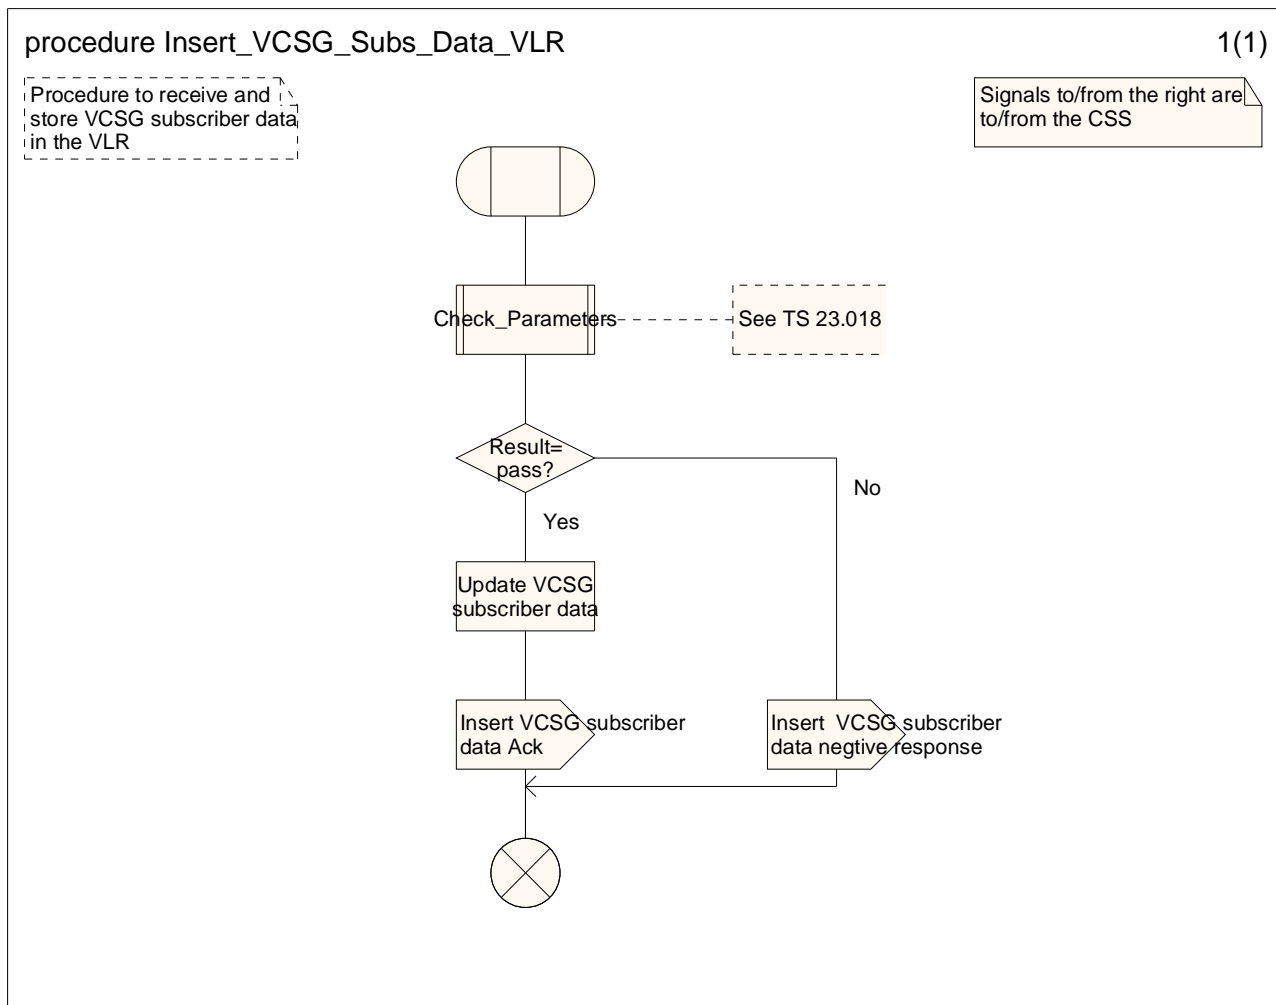 procedure Insert_VCSG_Subs_Data_VLR
1(1)
Procedure to receive and
store VCSG subscriber data
in the VLR
Signals to/from the right are
to/from the CSS
Check_Parameters
See TS 23.018
Result=
pass?
No
Yes
Update VCSG
subscriber data
Insert VCSG subscriber
data Ack
Insert  VCSG subscriber
data negtive response